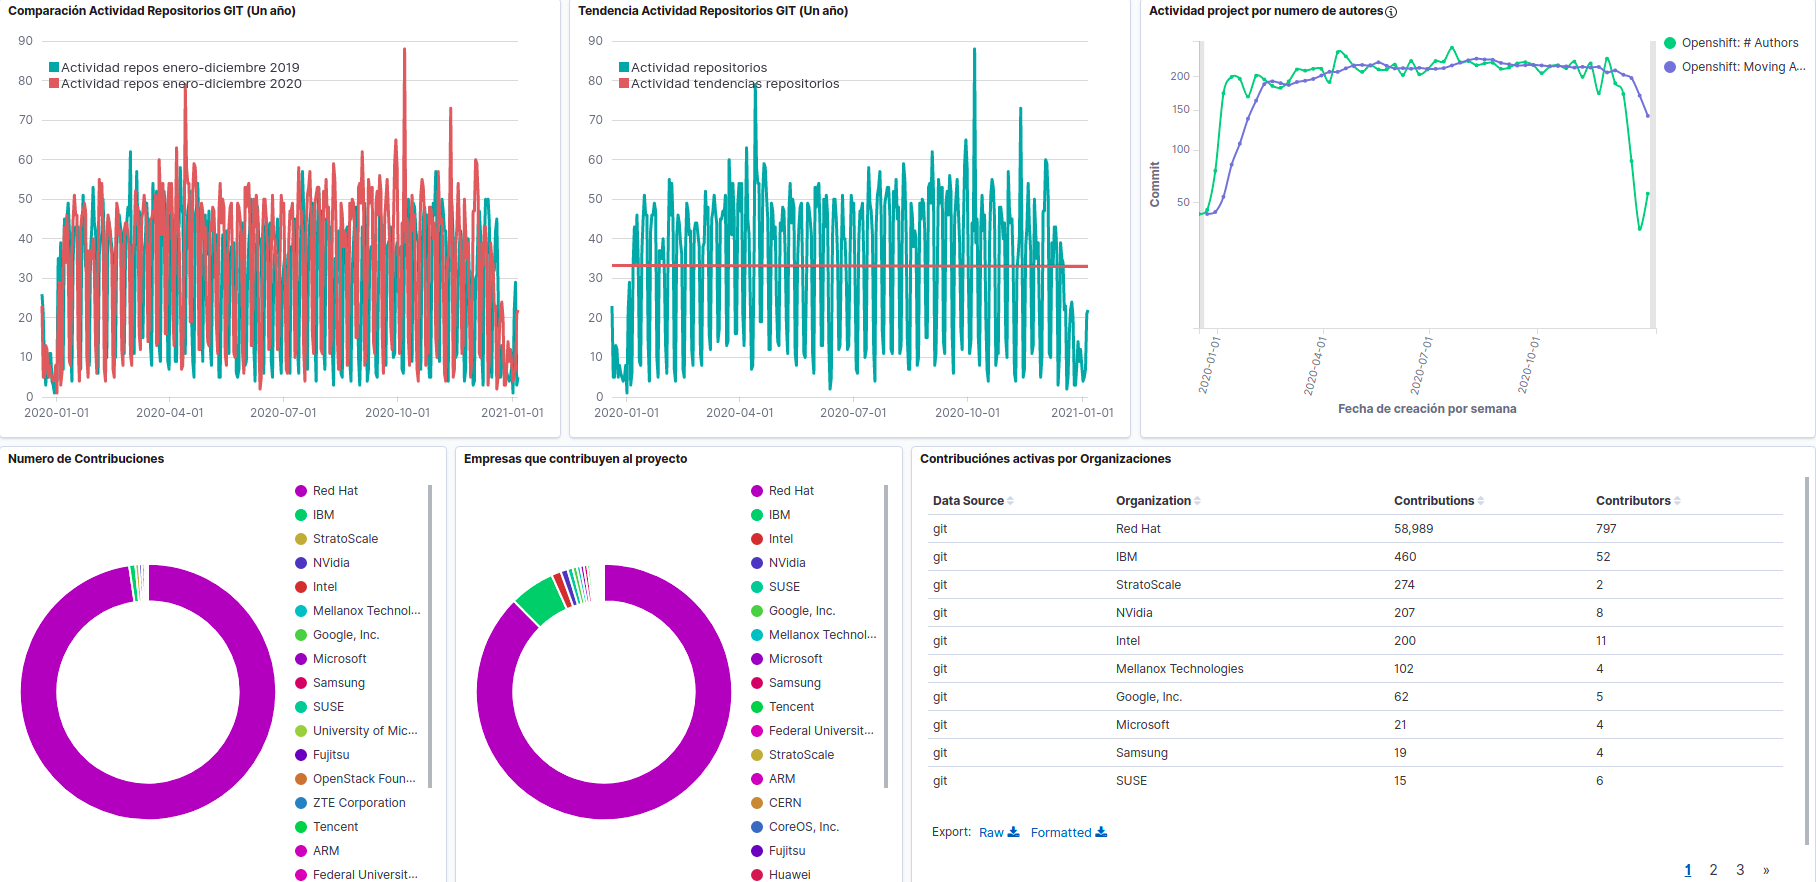 Comparación Actividad Repositorios GIT (Un año)
90
80
70
60
50
40
30
20
10
0
Actividad repos enero-diciembre 2019
Actividad repos enero-diciembre 2020
2020-01-01 2020-04-01 2020-07-01 2020-10-01 2021-01-01
Tendencia Actividad Repositorios GIT (Un año)
90
80
70
60
50
40
30
20
10
0
Actividad repositorios
Actividad tendencias repositorios
2020-01-01 2020-04-01 2020-07-01 2020-10-01 2021-01-01
Actividad project por numero de autores
200
150
100
50
Commit
Openshift: # Authors
Openshift: Moving A...
2020-01-01 2020-04-01 2020-07-01 2020-10-01
Fecha de creación por semana
Numero de Contribuciones
Red Hat
IBM
StratoScale
NVidia
Intel
Mellanox Technol...
Google, Inc.
Microsoft
Samsung
SUSE
University of Mic...
Fujitsu
OpenStack Foun...
ZTE Corporation
Tencent
ARM
Federal Universit...
Empresas que contribuyen al proyecto
Red Hat
IBM
Intel
NVidia
SUSE
Google, Inc.
Mellanox Technol...
Microsoft
Samsung
Tencent
Federal Universit...
StratoScale
ARM
CERN
CoreOS, Inc.
Fujitsu
Huawei
Contribuciónes activas por Organizaciones
Data Source Organization Contributions Contributors
git Red Hat 58,989 797
git IBM 460 52
git StratoScale 274 2
git NVidia 207 8
git Intel 200 11
git Mellanox Technologies 102 4
git Google, Inc. 62 5
git Microsoft 21 4
git Samsung 19 4
git SUSE 15 6
Export: Raw Formatted
1 2 3 »